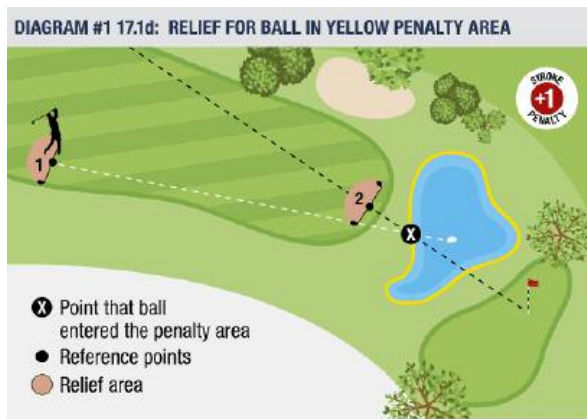 DIAGRAM #1 17.1d: RELIEF FOR BALL IN YELLOW PENALTY AREA
STROKE
+1
PENALTY
1
2
X
X Point that ball
entered the penalty area
Reference points
Relief area